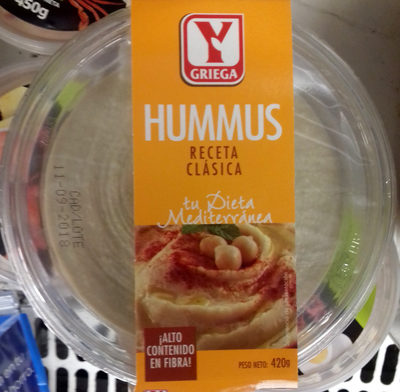 450g
Y
GRIEGA
HUMMUS
RECETA
CLÁSICA
tu Dieta
Mediterránea
CAD/LOTE
11-09-2018
¡ALTO
CONTENIDO
EN FIBRA!
PESO NETO: 420g